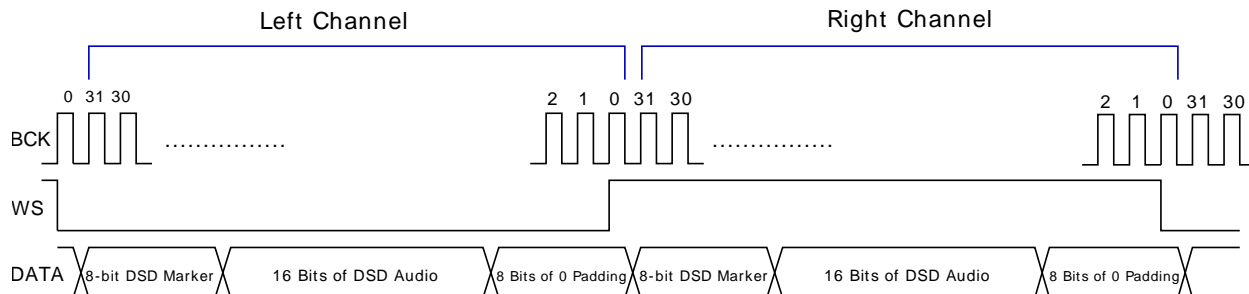 Left Channel Right Channel
0 31 30 2 1 0 31 30 2 1 0 31 30
BCK ................ ................
WS
DATA 8-bit DSD Marker 16 Bits of DSD Audio 8 Bits of 0 Padding 8-bit DSD Marker 16 Bits of DSD Audio 8 Bits of 0 Padding